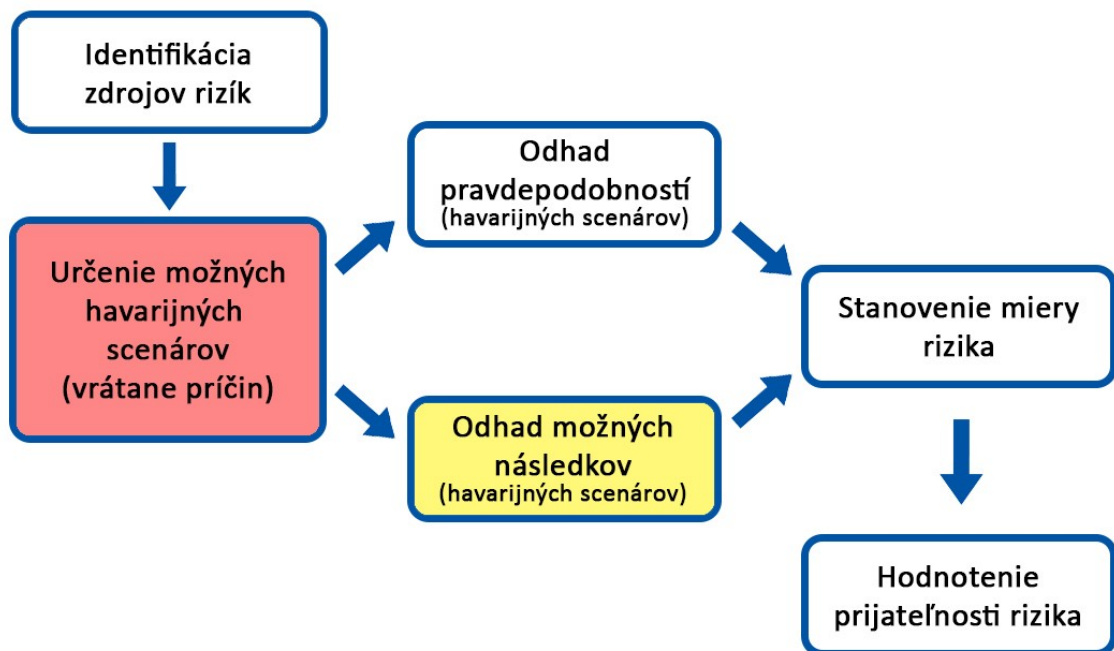 Identifikácia
zdrojov rizík
Určenie možných
havarijných
scenárov
(vrátane príčin)
Odhad
pravdepodobností
(havarijných scenárov)
Odhad možných
následkov
(havarijných scenárov)
Stanovenie miery
rizika
Hodnotenie
prijateľnosti rizika